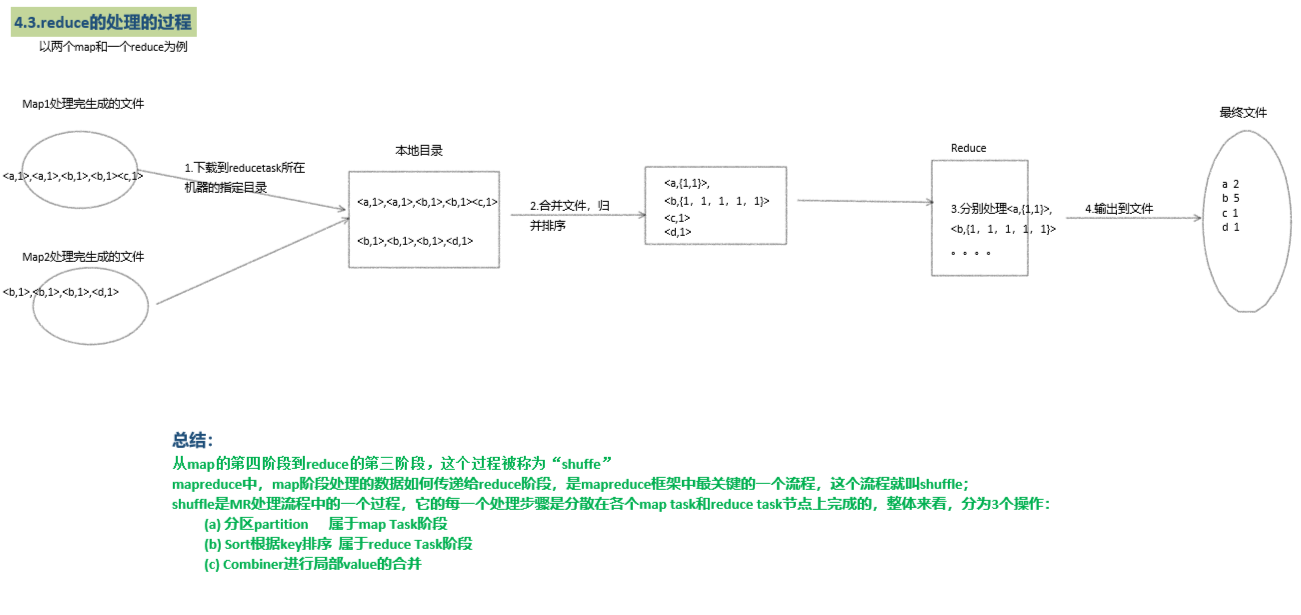 4.3.reduce的处理的过程
以两个map和一个reduce为例
Map1处理完生成的文件
<a,1>,<a,1>,<b,1>,<b,1><c,1>
Map2处理完生成的文件
<b,1>,<b,1>,<b,1>,<d,1>
1.下载到reducetask所在
机器的指定目录
本地目录
<a,1>,<a,1>,<b,1>,<b,1><c,1>
<b,1>,<b,1>,<b,1>,<d,1>
2.合并文件，归
并排序
<a,{1,1}>,
<b,{1，1，1，1，1}>
<c,1>
<d,1>
Reduce
3.分别处理<a,{1,1}>,
<b,{1，1，1，1，1}>
。。。。
4.输出到文件
最终文件
a 2
b 5
c 1
d 1
总结：
从map的第四阶段到reduce的第三阶段，这个过程被称为“shuffe”
mapreduce中，map阶段处理的数据如何传递给reduce阶段，是mapreduce框架中最关键的一个流程，这个流程就叫shuffle；
shuffle是MR处理流程中的一个过程，它的每一个处理步骤是分散在各个map task和reduce task节点上完成的，整体来看，分为3个操作：
(a) 分区partition 属于map Task阶段
(b) Sort根据key排序 属于reduce Task阶段
(c) Combiner进行局部value的合并